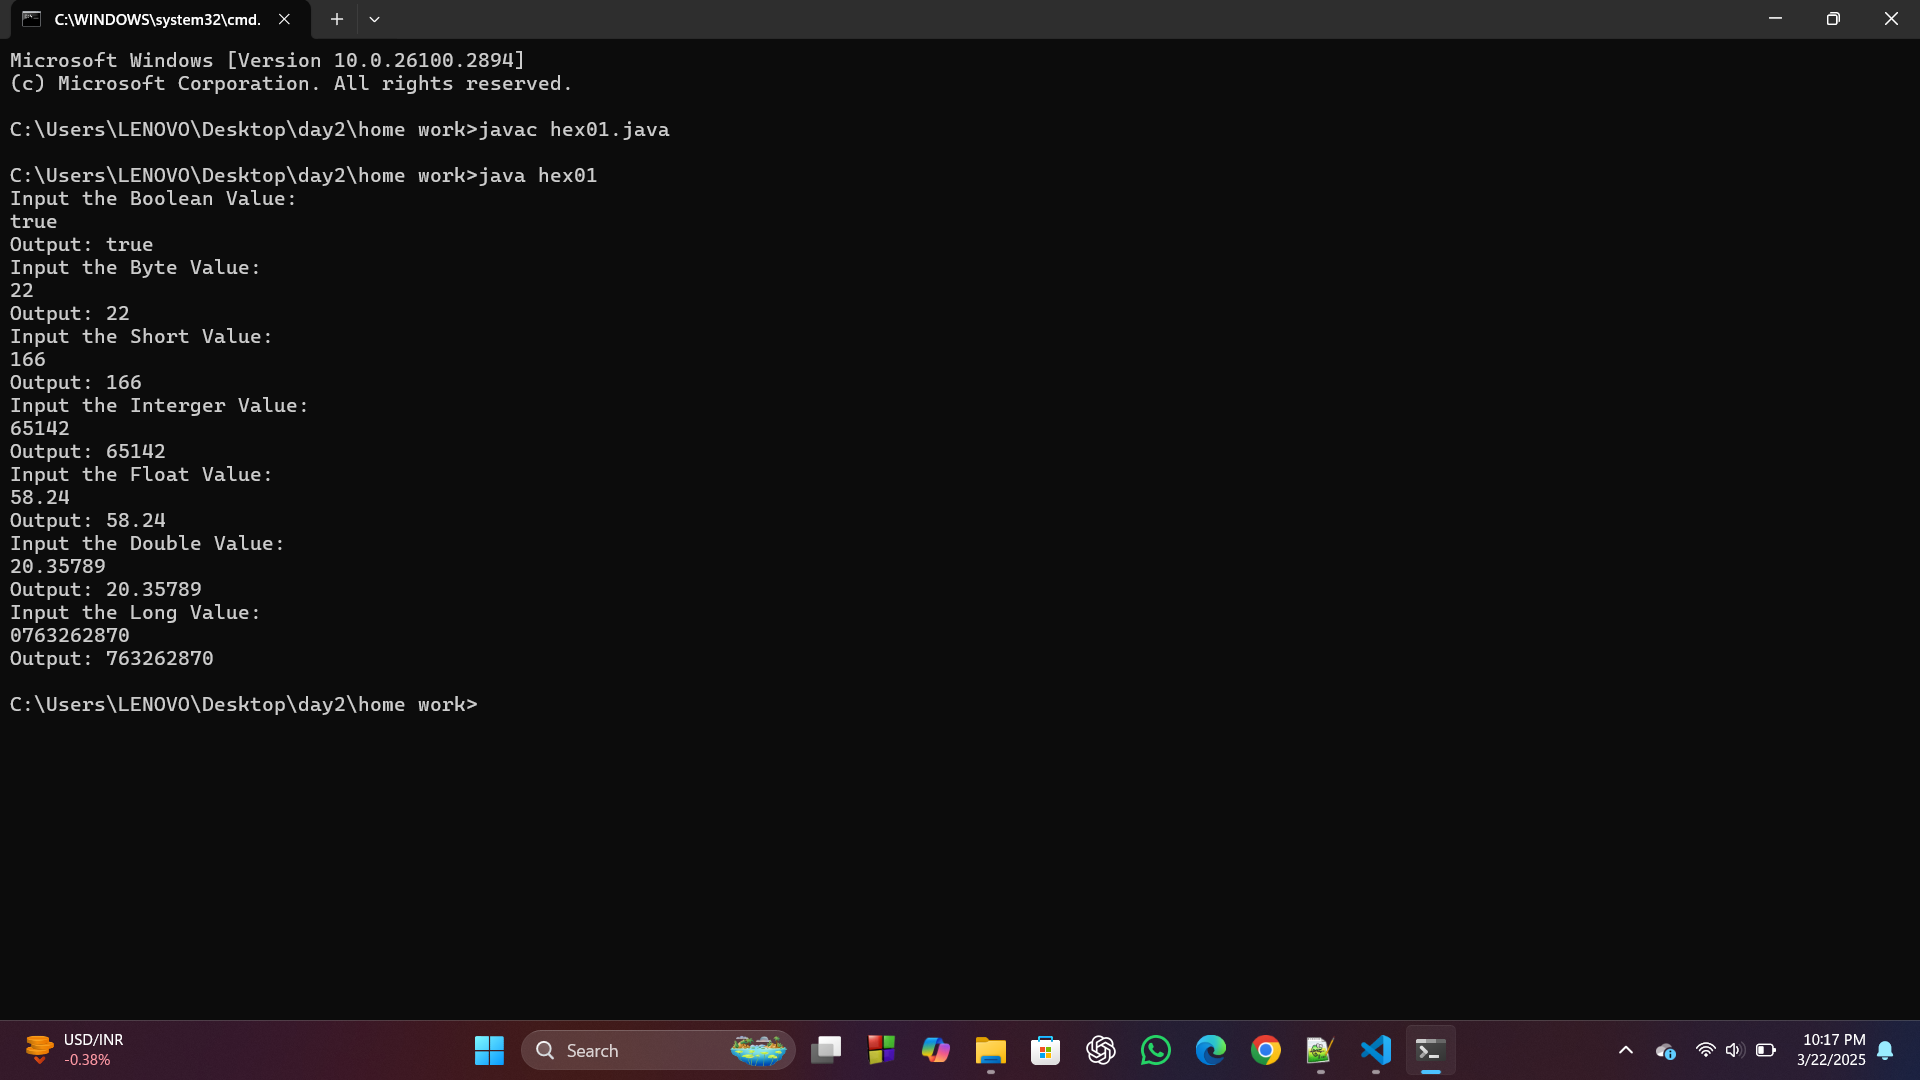 C:\WINDOWS\system32\cmd.
Microsoft Windows [Version 10.0.26100.2894]
(c) Microsoft Corporation. All rights reserved.
C:\Users\LENOVO\Desktop\day2\home work>javac hex01.java
C:\Users\LENOVO\Desktop\day2\home work>java hex01
Input the Boolean Value:
true
Output: true
Input the Byte Value:
22
Output: 22
Input the Short Value:
166
Output: 166
Input the Interger Value:
65142
Output: 65142
Input the Float Value:
58.24
Output: 58.24
Input the Double Value:
20.35789
Output: 20.35789
Input the Long Value:
0763262870
Output: 763262870
C:\Users\LENOVO\Desktop\day2\home work>
USD/INR
-0.38%
Search
10:17 PM
3/22/2025